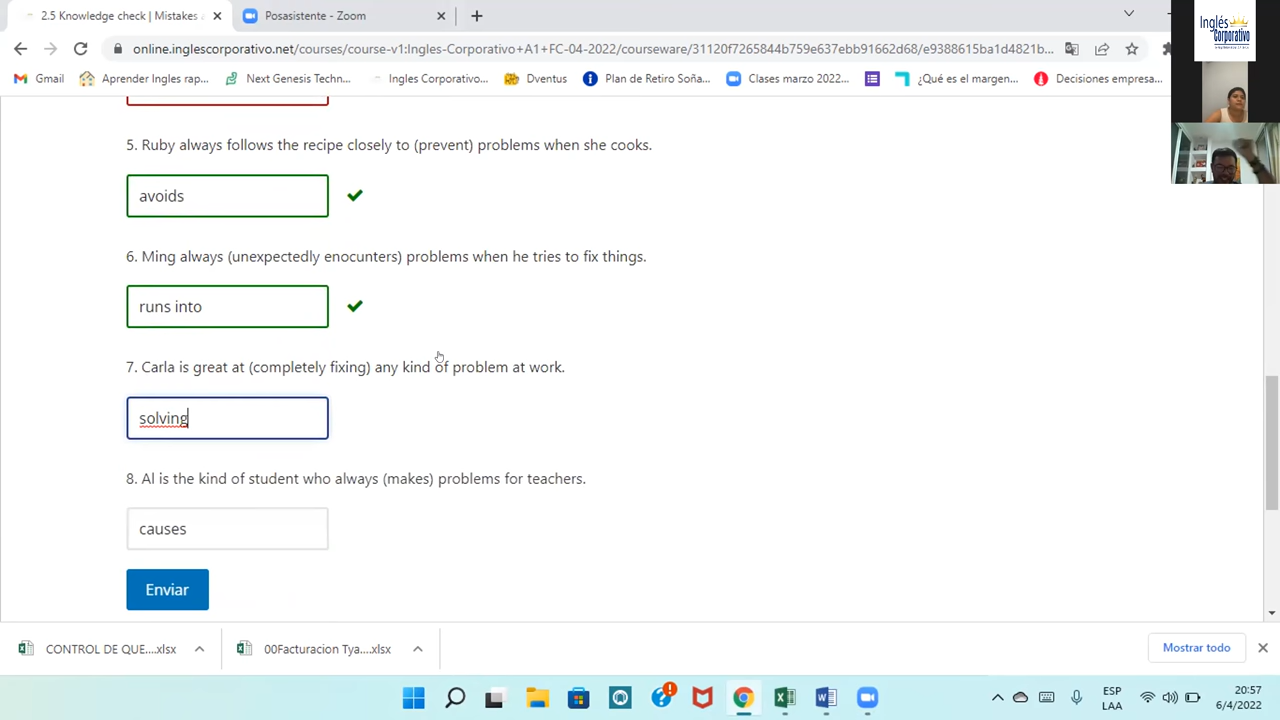 2.5 Knowledge check | Mistakes
Posasistente - Zoom
online.inglescorporativo.net/courses/course-v1:Ingles-Corporativo+A1+FC-04-2022/courseware/31120f7265844b759e637ebb91662d68/e9388615ba1d4821b...
Gmail
Aprender Ingles rap...
Next Genesis Techn...
Ingles Corporativo...
Dventus
Plan de Retiro Soña...
Clases marzo 2022...
¿Qué es el margen...
Decisiones empresa...
Inglés
Corporativo
5. Ruby always follows the recipe closely to (prevent) problems when she cooks.
avoids
6. Ming always (unexpectedly enocunters) problems when he tries to fix things.
runs into
7. Carla is great at (completely fixing) any kind of problem at work.
solving
8. Al is the kind of student who always (makes) problems for teachers.
causes
Enviar
CONTROL DE QUE....xlsx
00Facturacion Tya....xlsx
Mostrar todo
ESP
LAA
20:57
6/4/2022